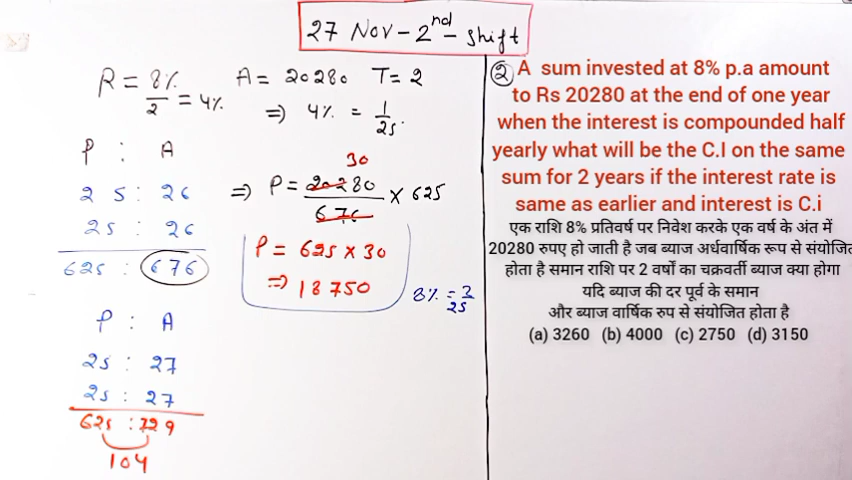 27 Nov - 2nd - Shift
R = 8%/2 = 4% A = 20280 T = 2
⇒ 4% = 1/25.
P : A
25 : 26
25 : 26
625 : 676
30
⇒ P = 20280/676 × 625
P = 625 × 30
⇒ 18750
8% = 2/25
P : A
25 : 27
25 : 27
625 : 729
104
② A sum invested at 8% p.a amount
to Rs 20280 at the end of one year
when the interest is compounded half
yearly what will be the C.I on the same
sum for 2 years if the interest rate is
same as earlier and interest is C.i
एक राशि 8% प्रतिवर्ष पर निवेश करके एक वर्ष के अंत में
20280 रुपए हो जाती है जब ब्याज अर्धवार्षिक रूप से संयोजित
होता है समान राशि पर 2 वर्षों का चक्रवर्ती ब्याज क्या होगा
यदि ब्याज की दर पूर्व के समान
और ब्याज वार्षिक रुप से संयोजित होता है
(a) 3260 (b) 4000 (c) 2750 (d) 3150